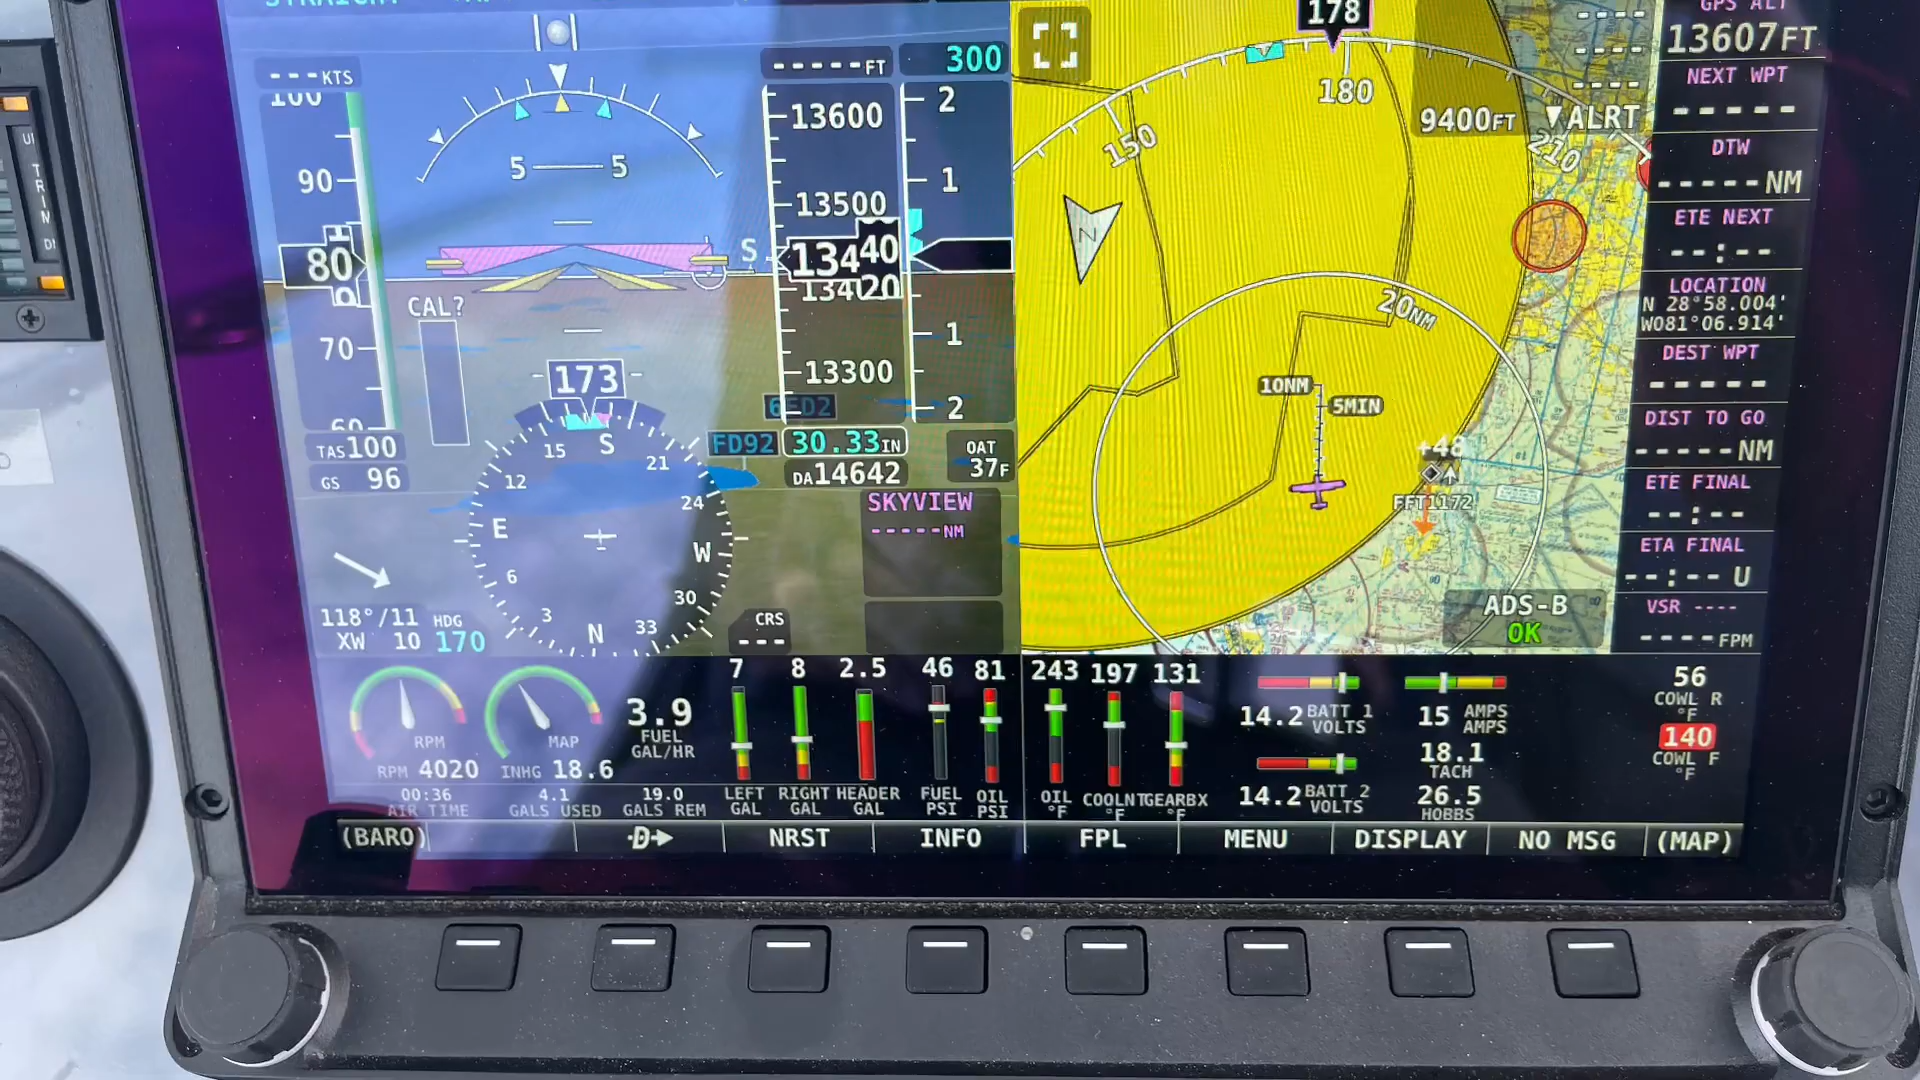 300
---KTS
-----FT
100
90
80
70
60
5 5
S
CAL?
13600
13500
13440
13420
13300
2
1
1
2
173
TAS 100
GS 96
118°/11
XW 10
HDG
170
S
21
24
W
30
33
N
3
6
E
12
15
6FD2
FD92
30.33IN
DA 14642
OAT
37F
SKYVIEW
-----NM
CRS
---
178
150
180
210
9400FT
ALRT
N
20NM
10NM
5MIN
+48
FFT1172
ADS-B
OK
GPS ALT
13607FT
NEXT WPT
-----
DTW
-----NM
ETE NEXT
--:--
LOCATION
N 28°58.004'
W081°06.914'
DEST WPT
-----
DIST TO GO
-----NM
ETE FINAL
--:--
ETA FINAL
--:-- U
VSR ----
----FPM
RPM
RPM 4020
MAP
INHG 18.6
3.9
FUEL
GAL/HR
00:36
AIR TIME
4.1
GALS USED
19.0
GALS REM
7
LEFT
GAL
8
RIGHT
GAL
2.5
HEADER
GAL
46
FUEL
PSI
81
OIL
PSI
243
OIL
°F
197
COOLNT
°F
131
GEARBX
°F
14.2 BATT 1
VOLTS
14.2 BATT 2
VOLTS
15 AMPS
AMPS
18.1
TACH
26.5
HOBBS
56
COWL R
°F
140
COWL F
°F
(BARO)
D
NRST
INFO
FPL
MENU
DISPLAY
NO MSG
(MAP)
TRIM